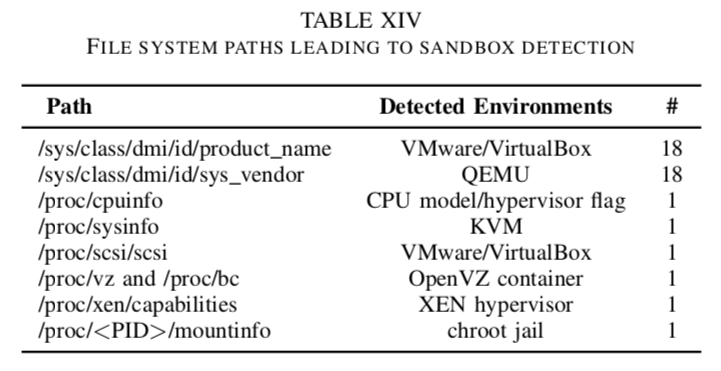 TABLE XIV
FILE SYSTEM PATHS LEADING TO SANDBOX DETECTION
Path Detected Environments #
/sys/class/dmi/id/product_name VMware/VirtualBox 18
/sys/class/dmi/id/sys_vendor QEMU 18
/proc/cpuinfo CPU model/hypervisor flag 1
/proc/sysinfo KVM 1
/proc/scsi/scsi VMware/VirtualBox 1
/proc/vz and /proc/bc OpenVZ container 1
/proc/xen/capabilities XEN hypervisor 1
/proc/<PID>/mountinfo chroot jail 1